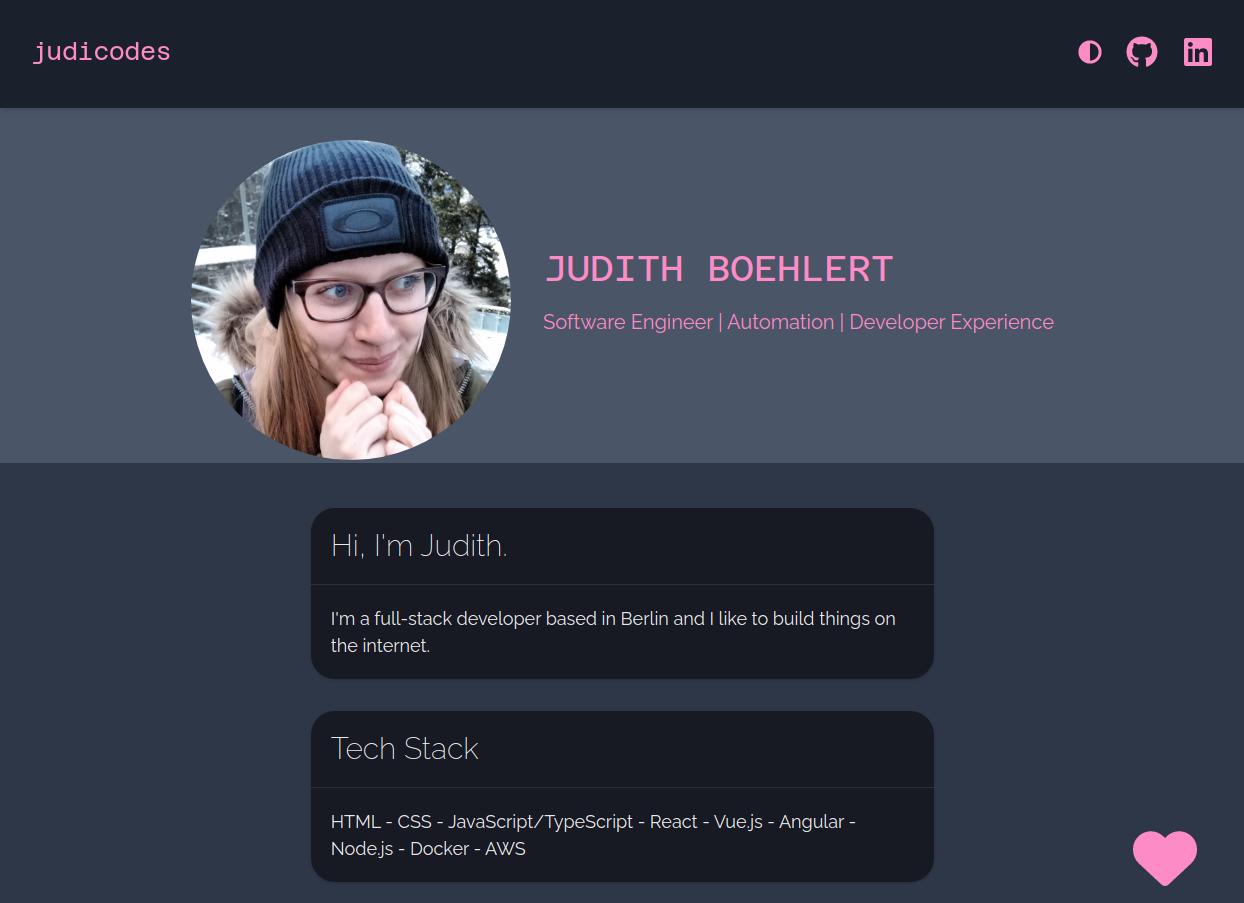 judicodes
JUDITH BOEHLERT
Software Engineer | Automation | Developer Experience
Hi, I'm Judith.
I'm a full-stack developer based in Berlin and I like to build things on
the internet.
Tech Stack
HTML - CSS - JavaScript/TypeScript - React - Vue.js - Angular -
Node.js - Docker - AWS